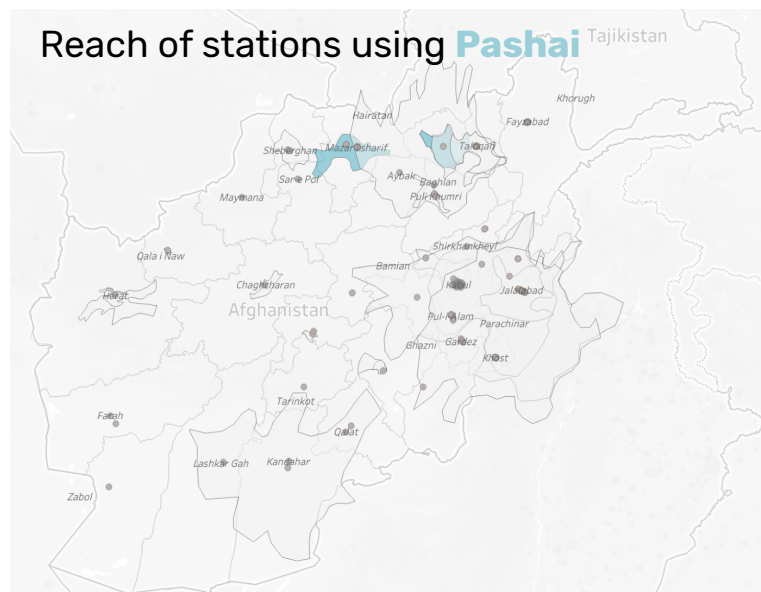 Reach of stations using Pashai
Tajikistan
Khorugh
Hairatan
Fayzabad
Sheberghan
Mazar-i-sharif
Taluqan
Sar-e Pol
Aybak
Baghlan
Maymana
Pul-i-Khumri
Shirkhankheyl
Qala i Naw
Bamian
Chaghcharan
Kabul
Jalalabad
Herat
Afghanistan
Pul-i-Alam
Parachinar
Ghazni
Gardez
Khost
Tarinkot
Farah
Qalat
Lashkar Gah
Kandahar
Zabol